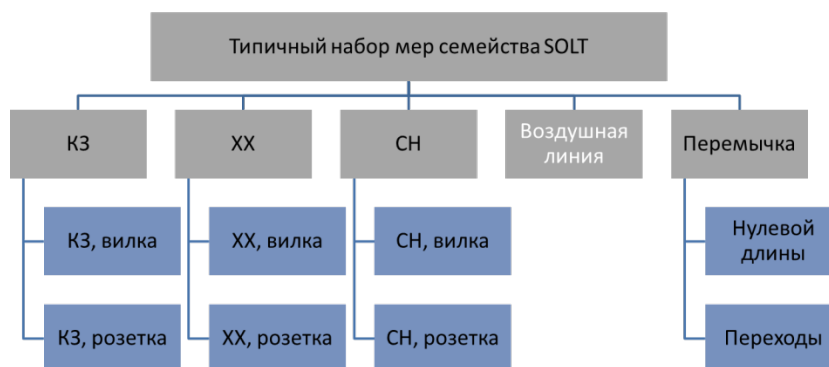 Типичный набор мер семейства SOLT
КЗ
ХХ
СН
Воздушная
линия
Перемычка
КЗ, вилка
ХХ, вилка
СН, вилка
Нулевой
длины
КЗ, розетка
ХХ, розетка
СН, розетка
Переходы